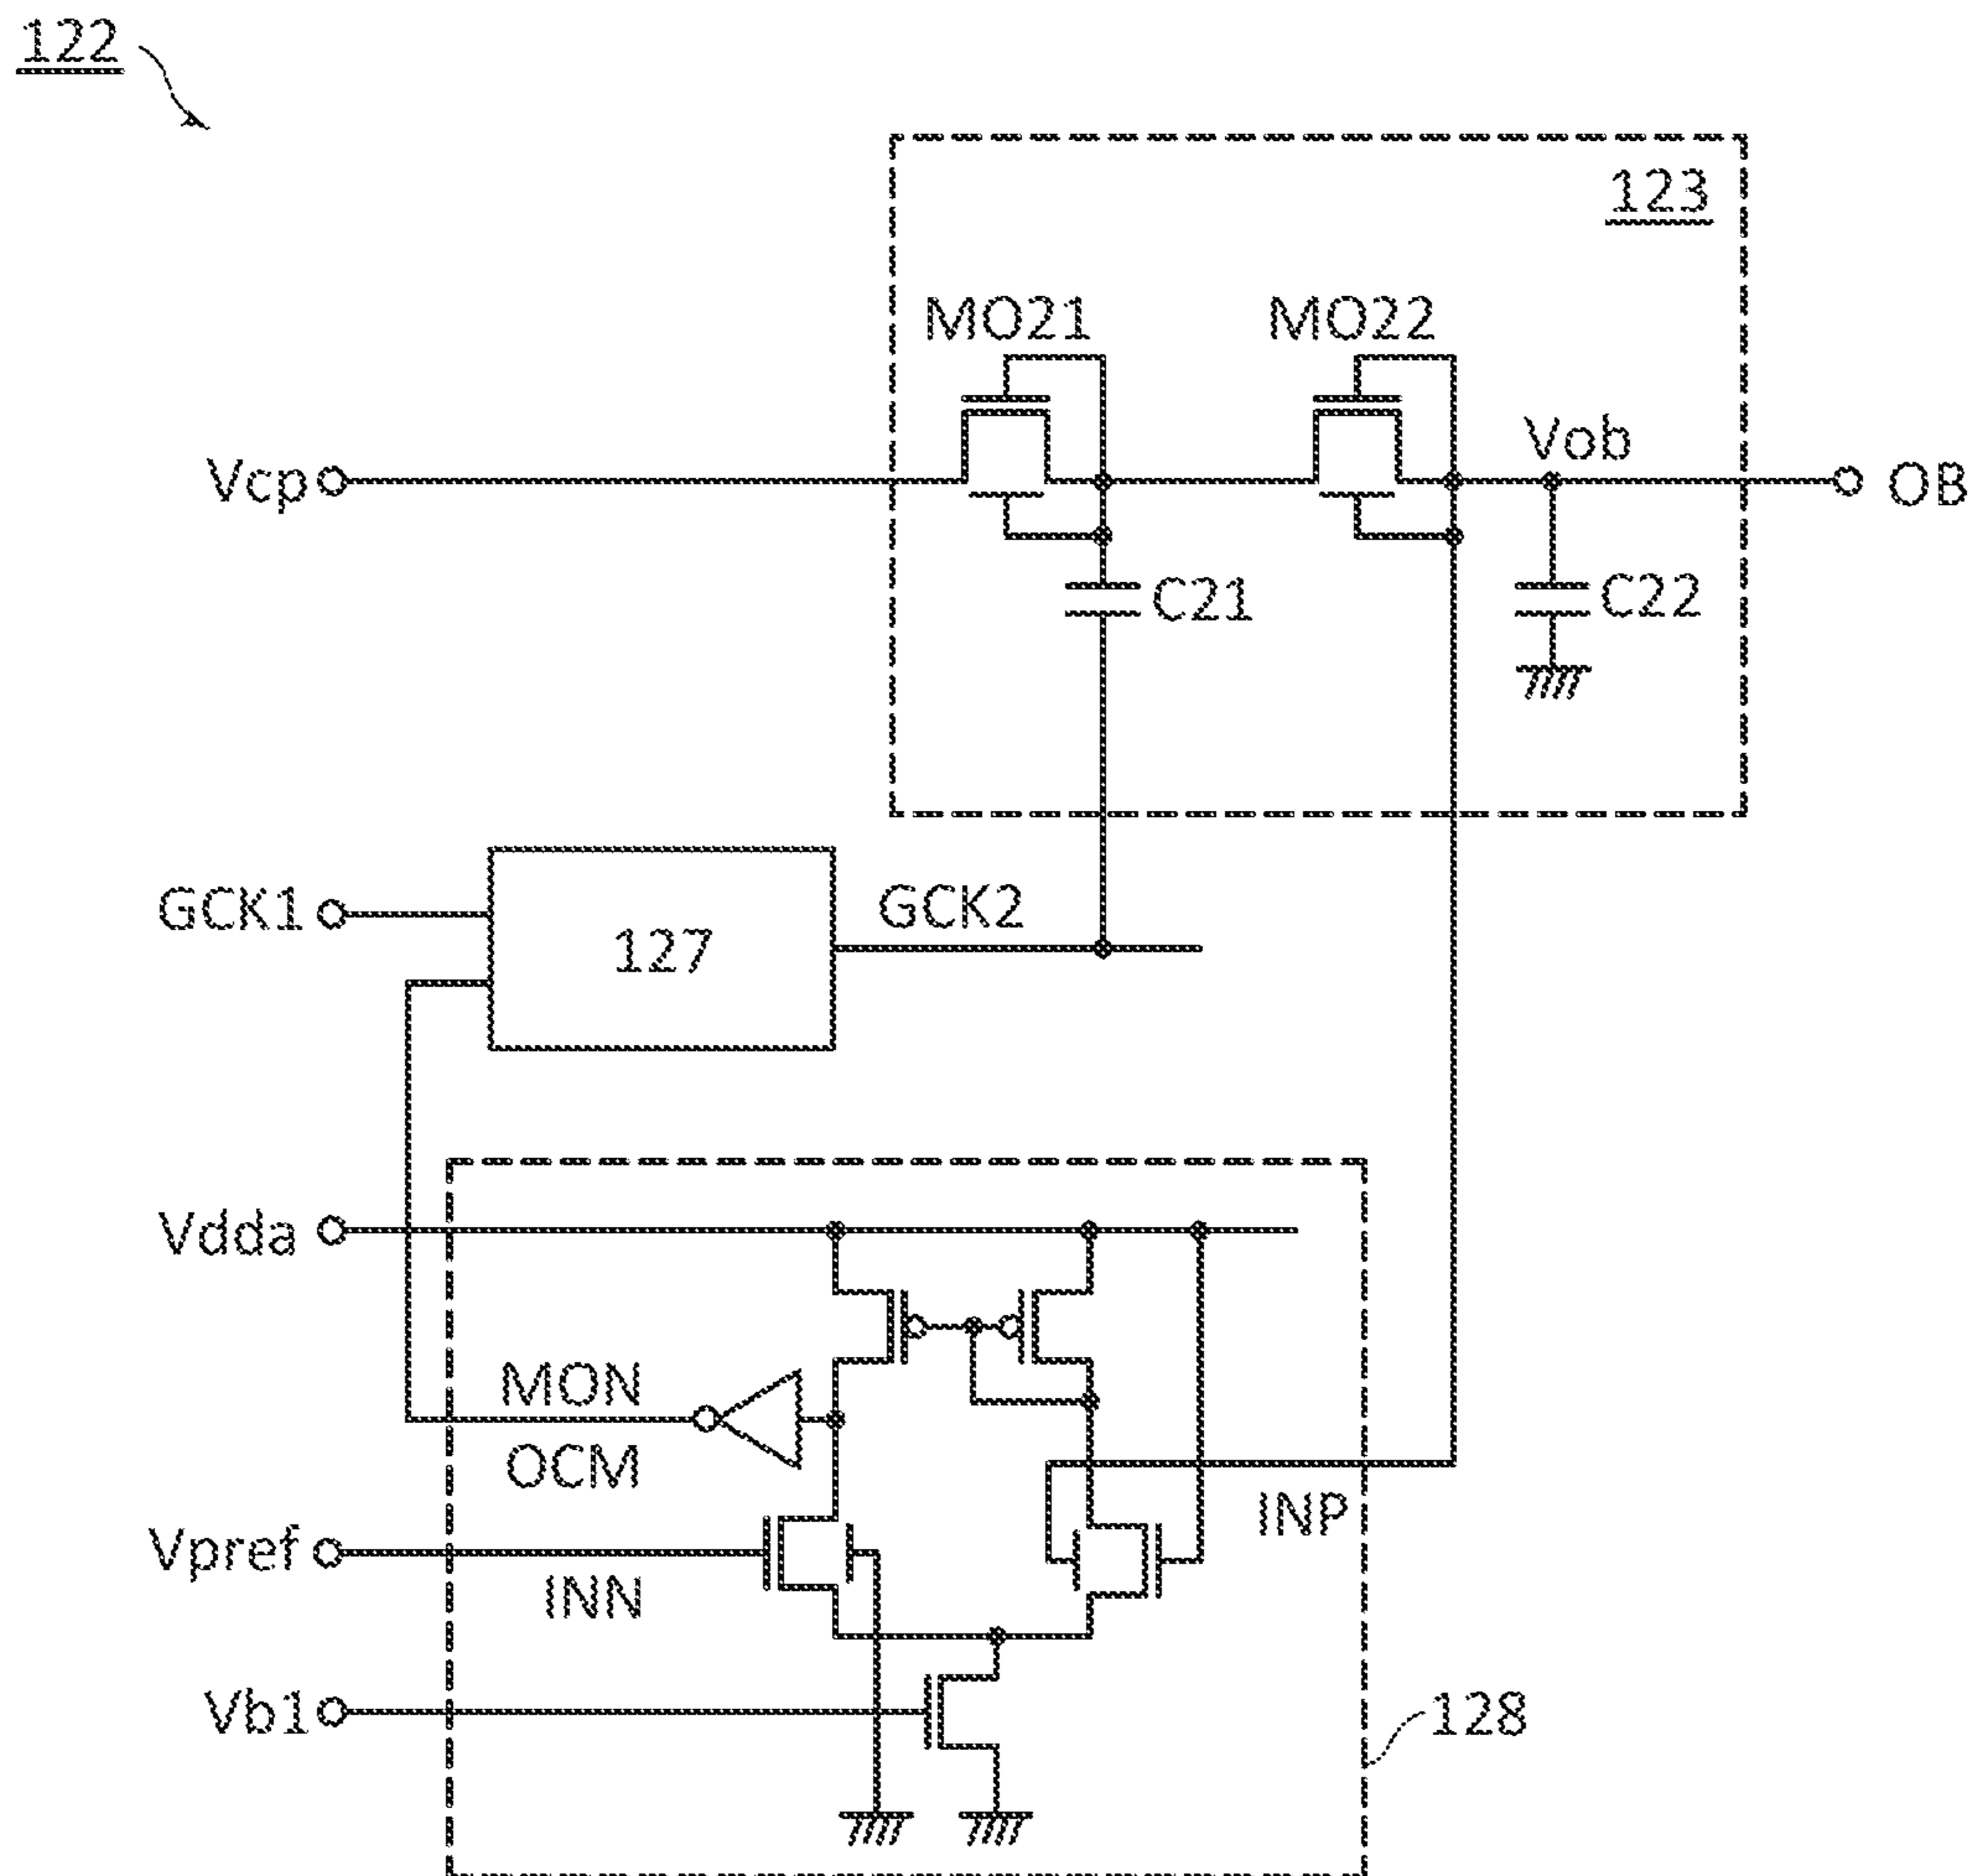 122
123
MO21
MO22
Vob
Vcp
OB
C21
C22
GCK1
GCK2
127
Vdda
MON
OCM
INP
Vpref
INN
Vb1
128